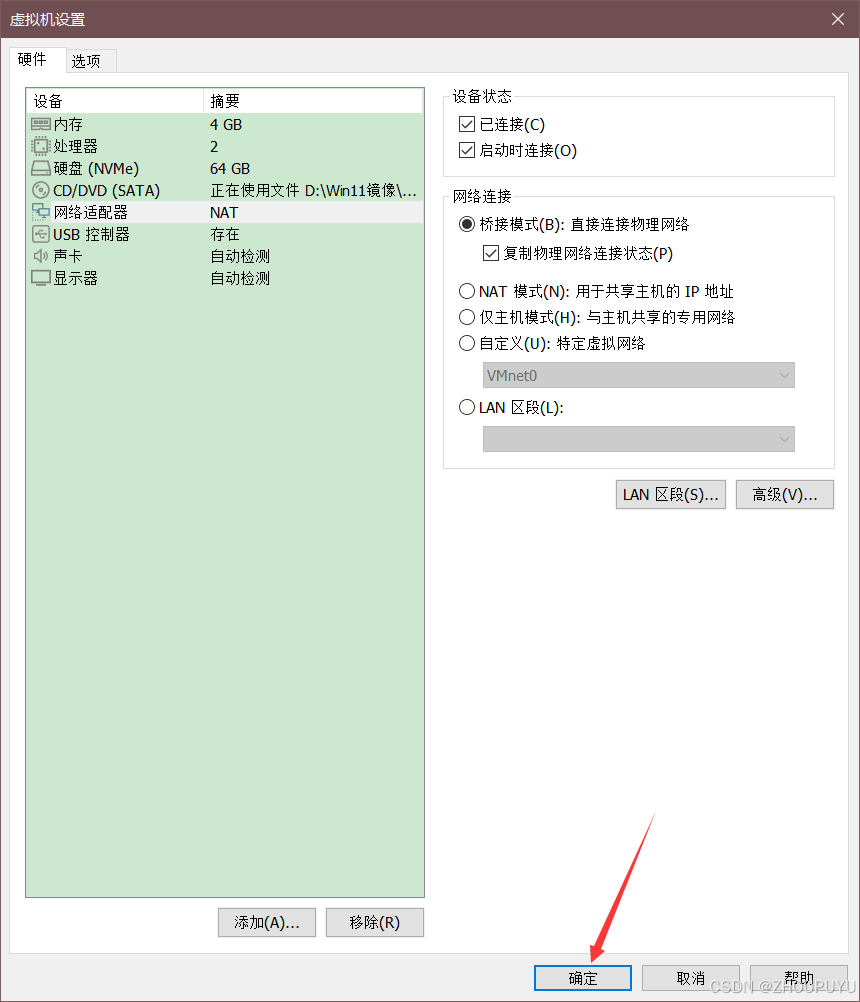 虚拟机设置
硬件 选项
设备 摘要
内存 4 GB
处理器 2
硬盘 (NVMe) 64 GB
CD/DVD (SATA) 正在使用文件 D:\Win11镜像\...
网络适配器 NAT
USB 控制器 存在
声卡 自动检测
显示器 自动检测
添加(A)... 移除(R)
设备状态
已连接(C)
启动时连接(O)
网络连接
桥接模式(B): 直接连接物理网络
复制物理网络连接状态(P)
NAT 模式(N): 用于共享主机的 IP 地址
仅主机模式(H): 与主机共享的专用网络
自定义(U): 特定虚拟网络
VMnet0
LAN 区段(L):
LAN 区段(S)... 高级(V)...
确定 取消 帮助
CSDN @ZHOUPUYU